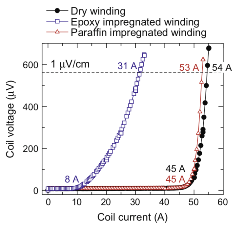 Dry winding
Epoxy impregnated winding
Paraffin impregnated winding
1 μV/cm
31 A
53 A
54 A
600
400
200
0
8 A
45 A
45 A
0
10
20
30
40
50
60
Coil voltage (μV)
Coil current (A)